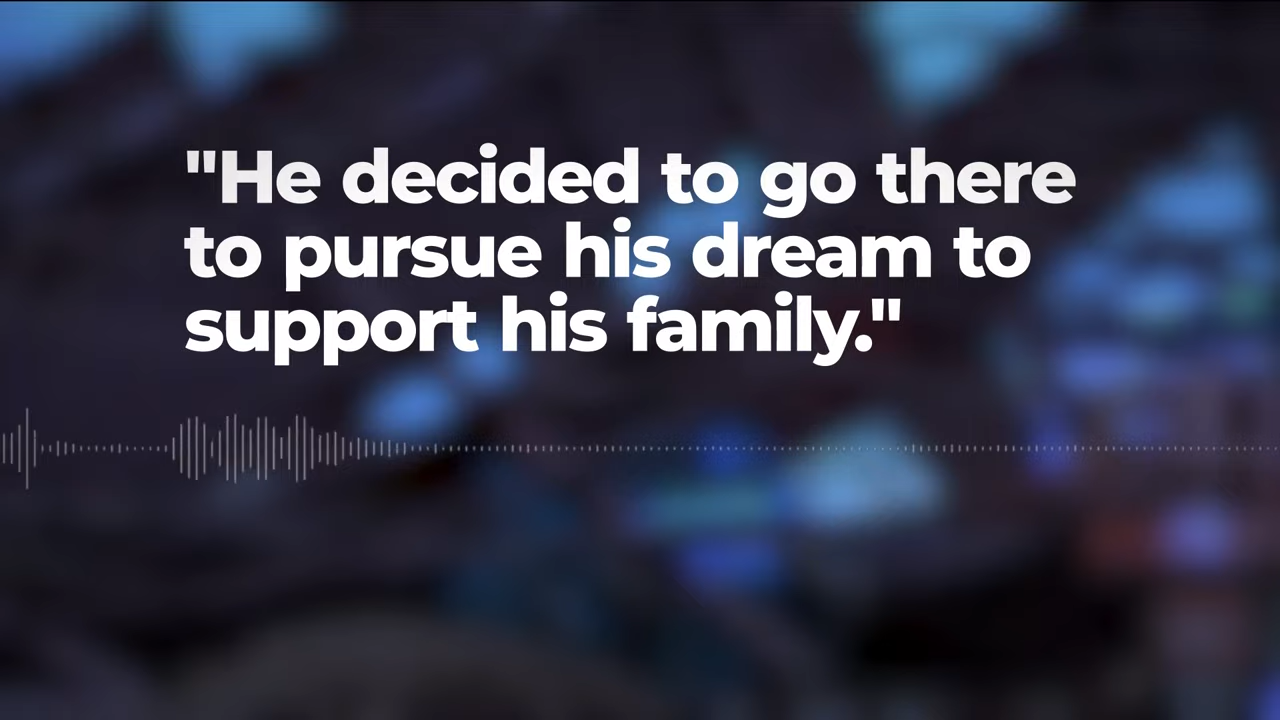 "He decided to go there
to pursue his dream to
support his family."